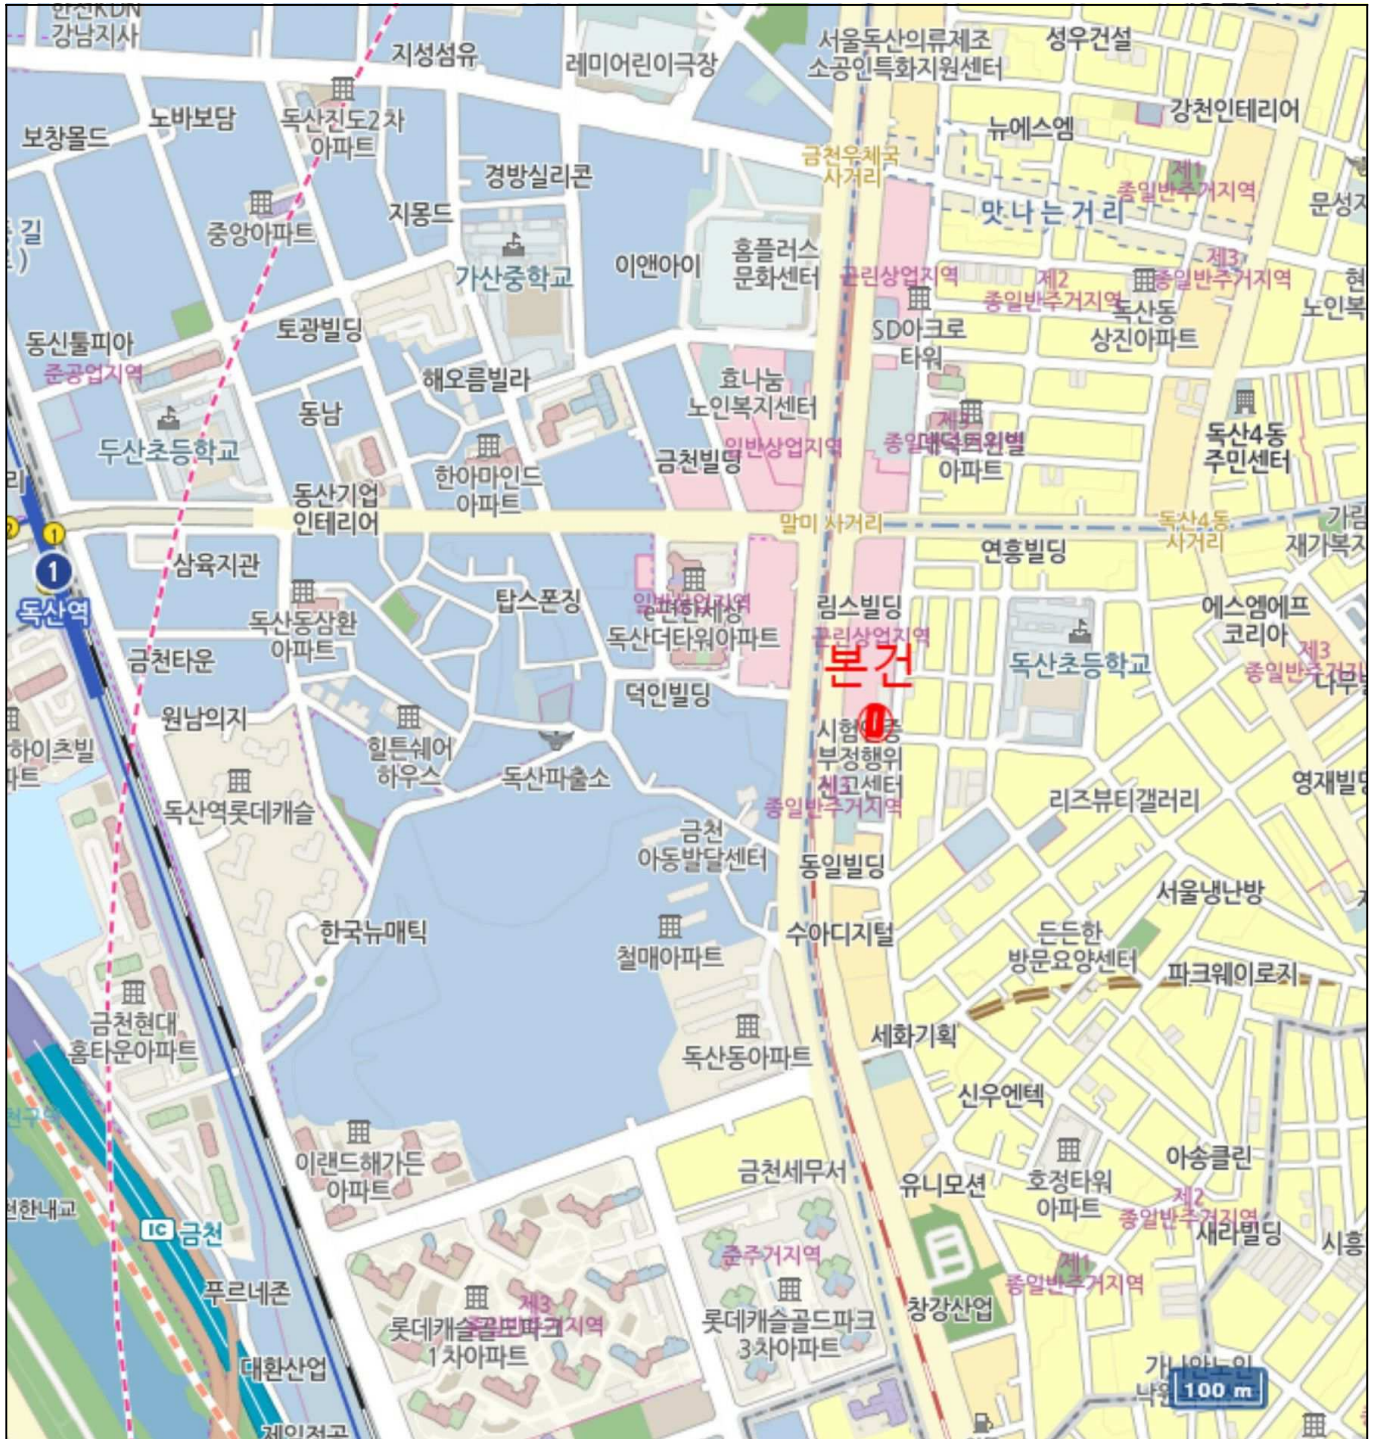 한전KDN
강남지사
지성섬유
레미어린이극장
서울독산의류제조
소공인특화지원센터
성우건설
노바보담
독산진도2차
아파트
보창몰드
강천인테리어
뉴에스엠
금천우체국
사거리
경방실리콘
제1
종일반주거지역
중앙아파트
지몽드
맛나는거리
길
가산중학교
이앤아이
홈플러스
문화센터
근린상업지역
제2
종일반주거지역
제3
종일반주거지역
독산동
상진아파트
동신툴피아
준공업지역
토광빌딩
SD아크로
타워
해오름빌라
효나눔
노인복지센터
동남
두산초등학교
일반상업지역
제3
아파트
독산4동
주민센터
금천빌딩
한아마인드
아파트
동산기업
인테리어
말미 사거리
독산4동
사거리
1
1
독산역
삼육지관
연흥빌딩
재가복지
탑스폰징
일반상업지역
e편한세상
독산더타워아파트
림스빌딩
근린상업지역
본건
에스엠에프
코리아
제3
독산동삼환
아파트
금천타운
독산초등학교
덕인빌딩
원남의지
힐튼쉐어
하우스
독산파출소
부정행위
신고센터
제3
종일반주거지역
하이츠빌
독산역롯데캐슬
리즈뷰티갤러리
영재빌딩
금천
아동발달센터
동일빌딩
서울냉난방
한국뉴매틱
철매아파트
수아디지털
든든한
방문요양센터
파크웨이로지
금천현대
홈타운아파트
독산동아파트
세화기획
신우엔텍
이랜드해가든
아파트
금천세무서
유니모션
호정타워
아파트
아송클린
제2
종일반주거지역
새라빌딩
시흥
IC 금천
준주거지역
제1
종일반주거지역
푸르네존
제3
종일반주거지역
롯데캐슬골드파크
1차아파트
롯데캐슬골드파크
3차아파트
창강산업
대환산업
가나안노인
100 m